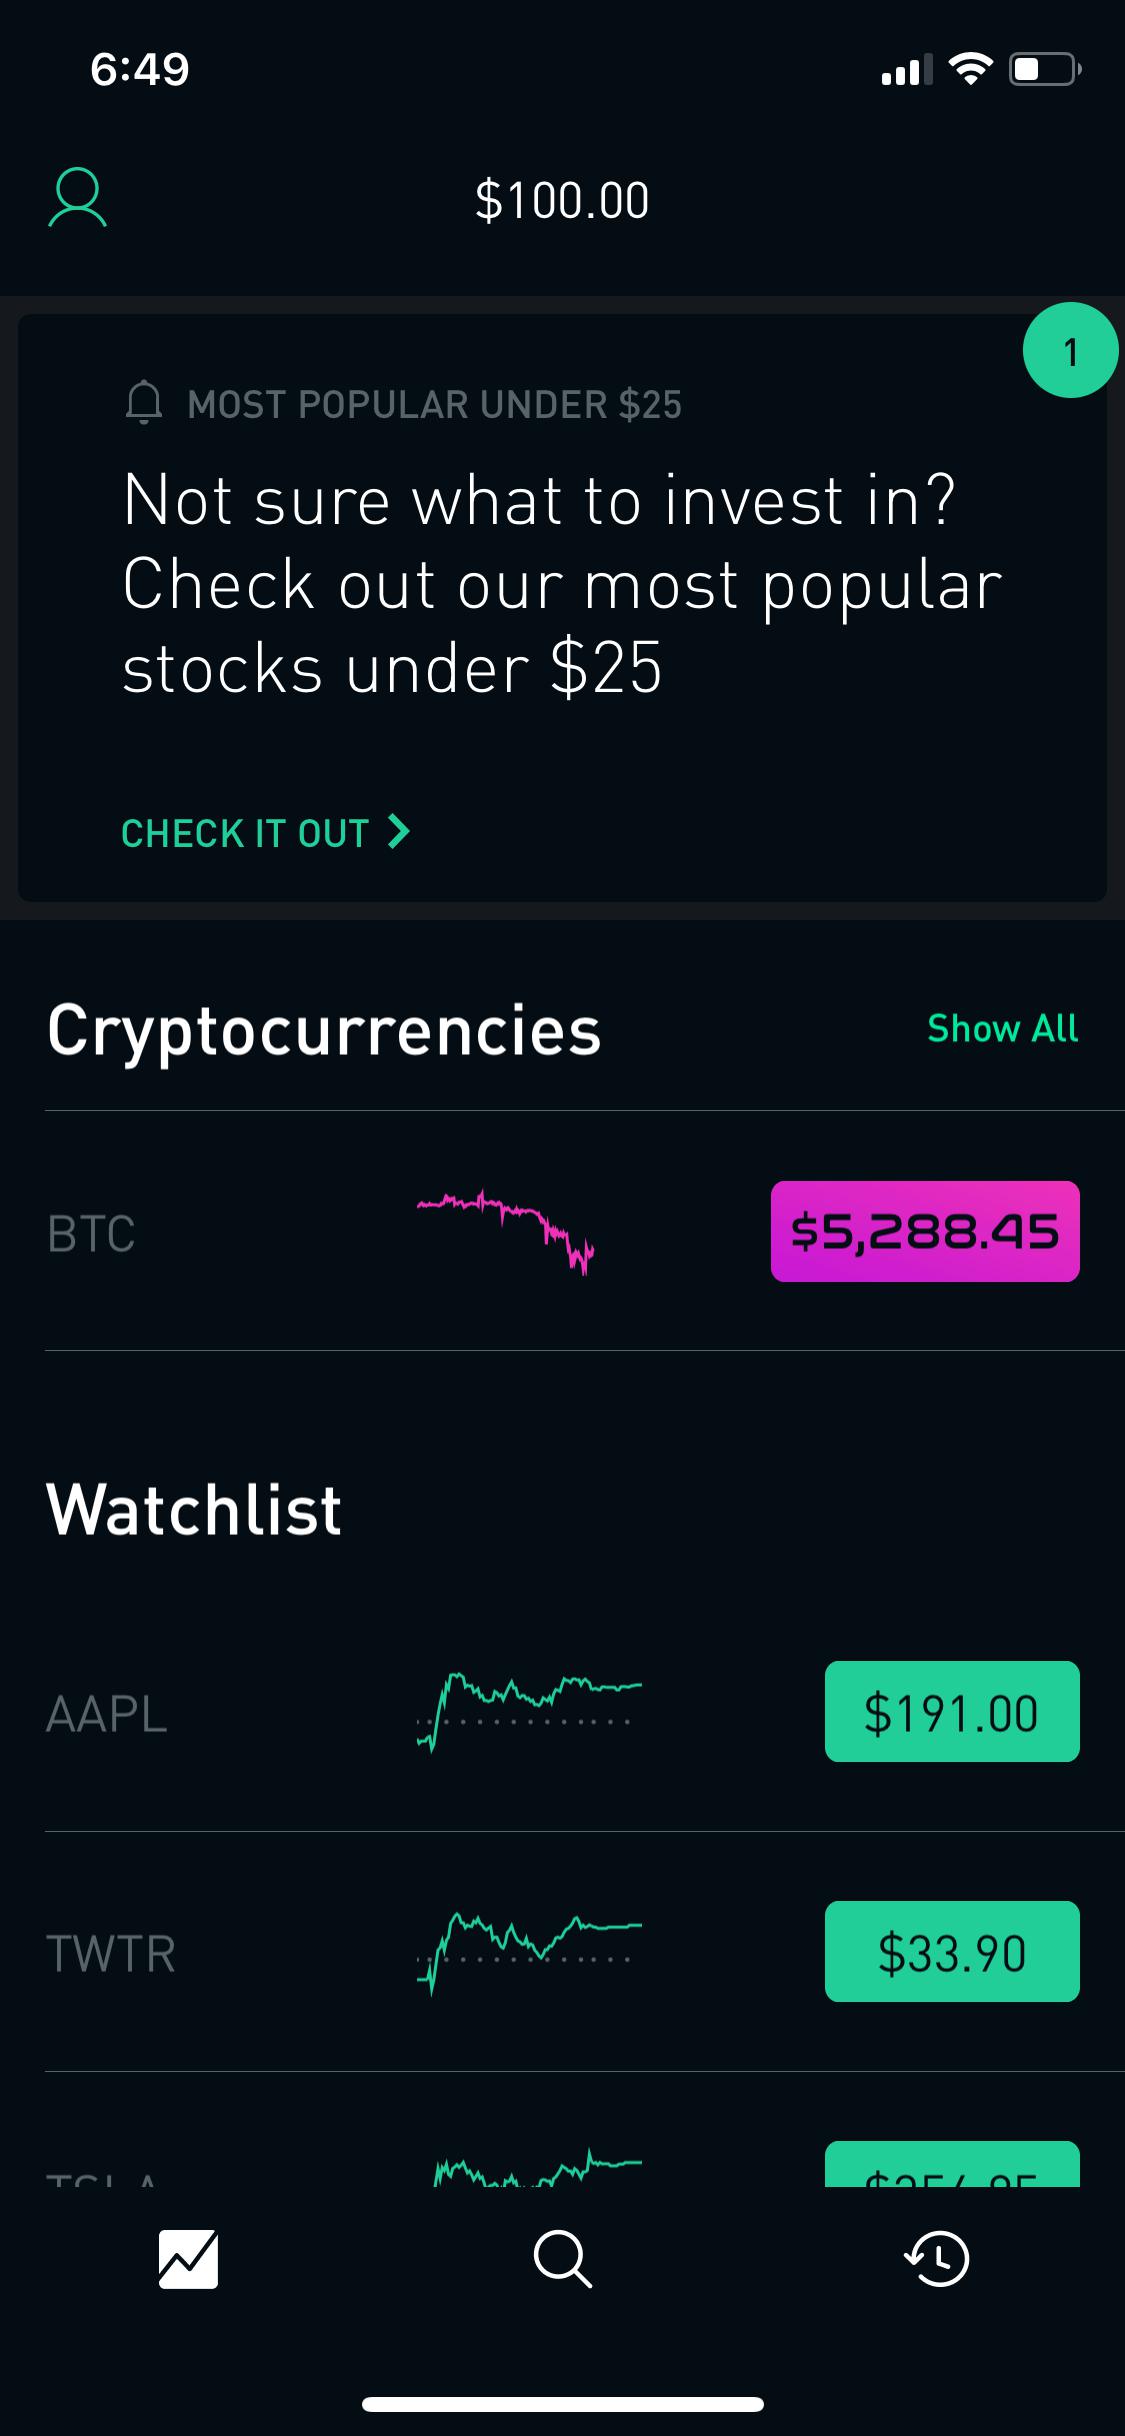 6:49
$100.00
1
MOST POPULAR UNDER $25
Not sure what to invest in?
Check out our most popular
stocks under $25
CHECK IT OUT
Cryptocurrencies
Show All
BTC
$5,288.45
Watchlist
AAPL
$191.00
TWTR
$33.90
TSLA